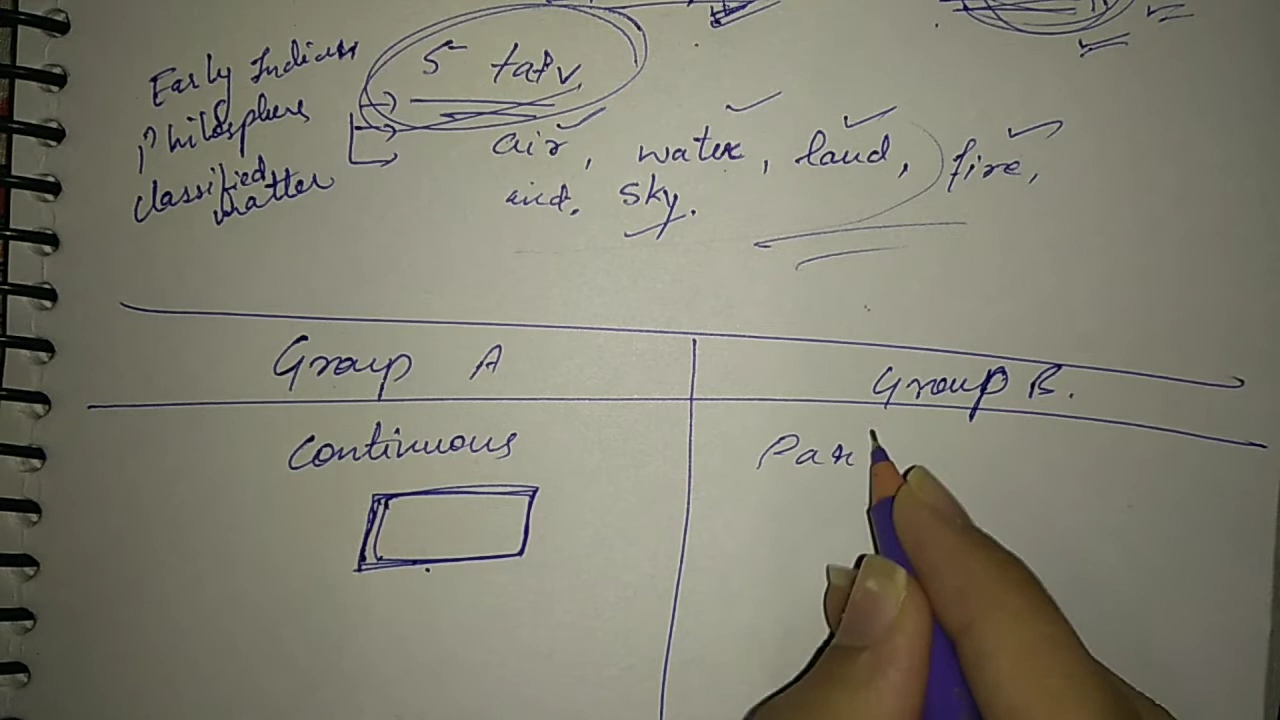 Early Indians
Philosphers
classified
matter
5 tatv
air, water, land, fire,
and, sky.
Group A
Group B.
Continuous
Par